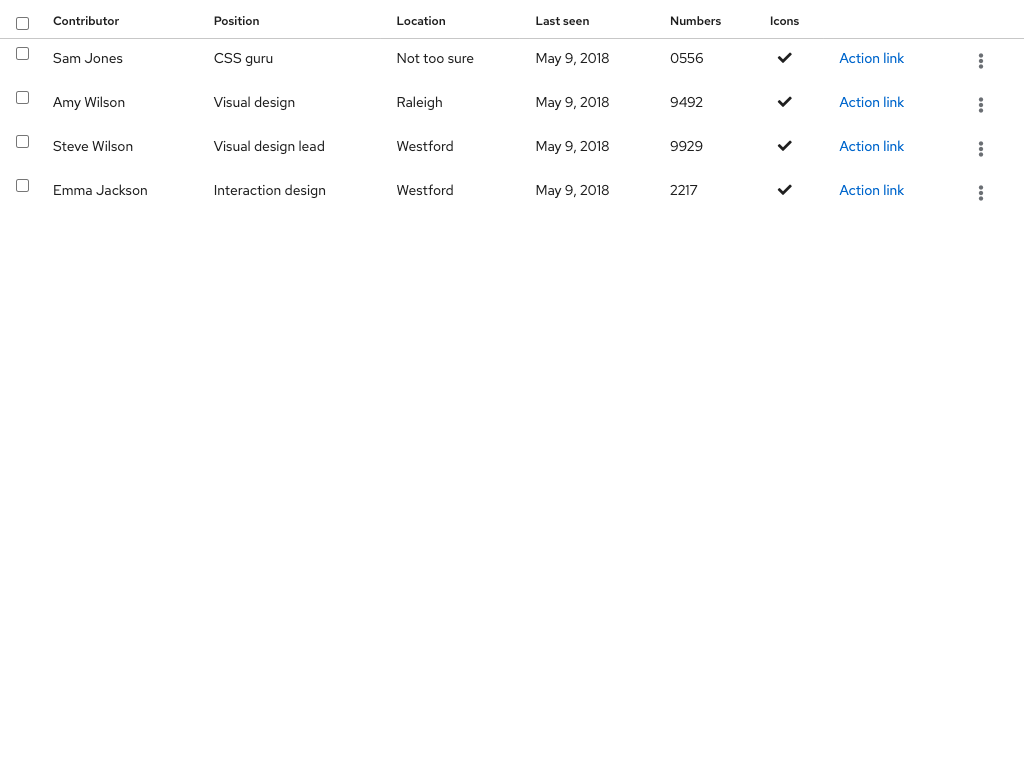 Contributor Position Location Last seen Numbers Icons
Sam Jones CSS guru Not too sure May 9, 2018 0556 Action link
Amy Wilson Visual design Raleigh May 9, 2018 9492 Action link
Steve Wilson Visual design lead Westford May 9, 2018 9929 Action link
Emma Jackson Interaction design Westford May 9, 2018 2217 Action link